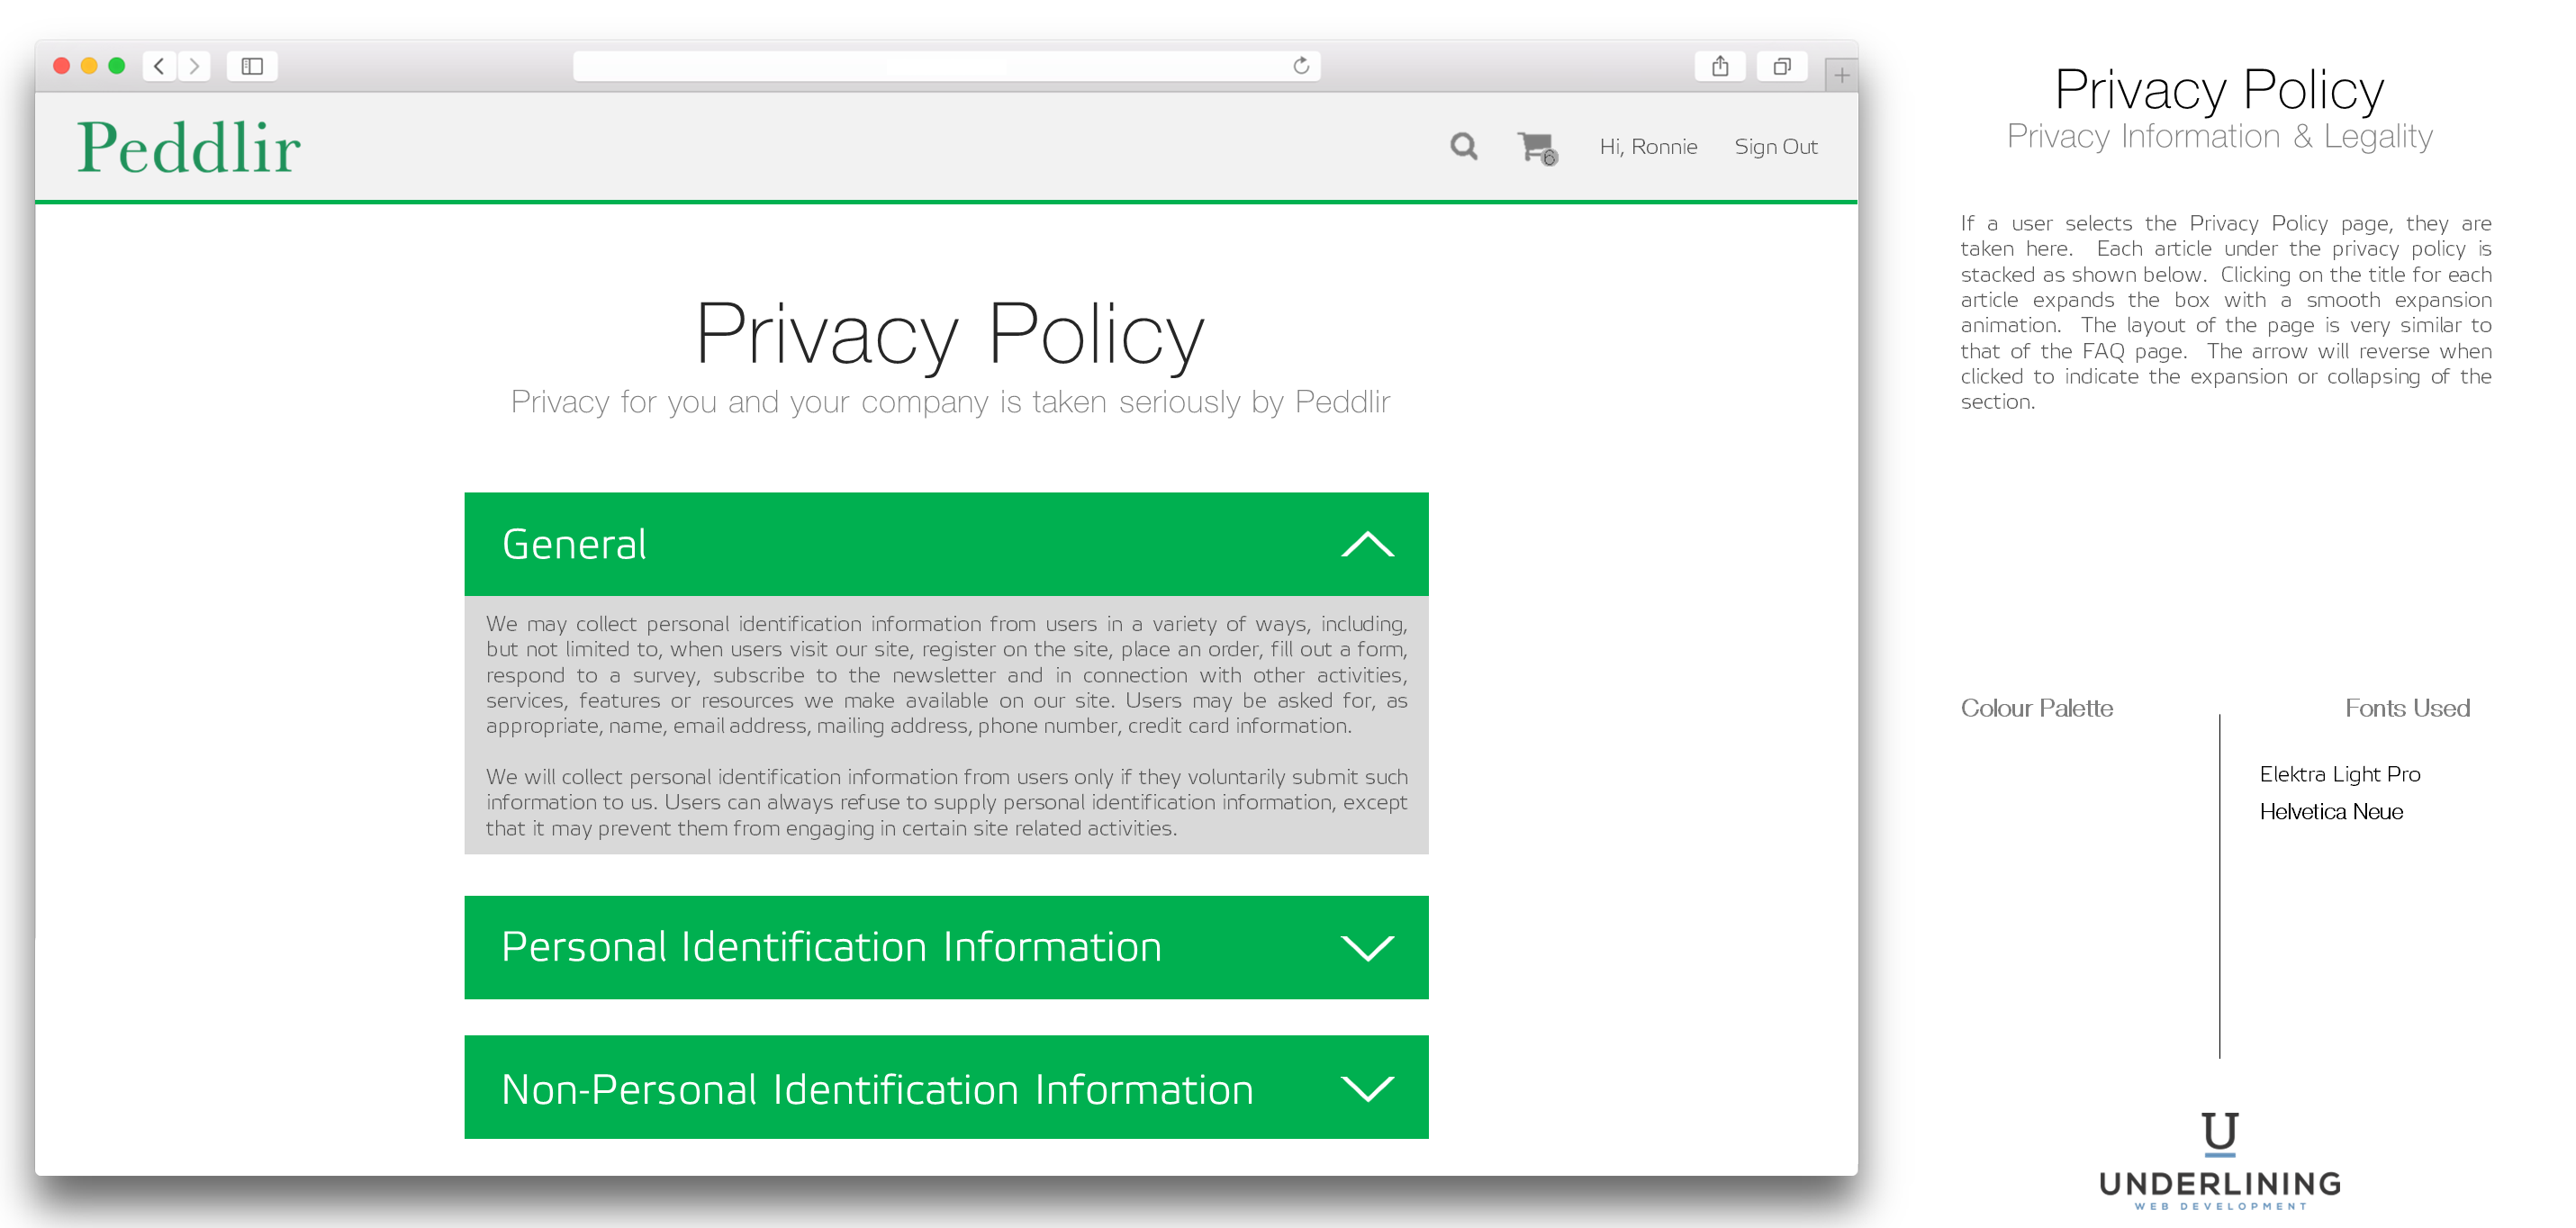 Peddlir
6
Hi, Ronnie
Sign Out
Privacy Policy
Privacy for you and your company is taken seriously by Peddlir
General
We may collect personal identification information from users in a variety of ways, including,
but not limited to, when users visit our site, register on the site, place an order, fill out a form,
respond to a survey, subscribe to the newsletter and in connection with other activities,
services, features or resources we make available on our site. Users may be asked for, as
appropriate, name, email address, mailing address, phone number, credit card information.
We will collect personal identification information from users only if they voluntarily submit such
information to us. Users can always refuse to supply personal identification information, except
that it may prevent them from engaging in certain site related activities.
Personal Identification Information
Non-Personal Identification Information
Privacy Policy
Privacy Information & Legality
If a user selects the Privacy Policy page, they are
taken here. Each article under the privacy policy is
stacked as shown below. Clicking on the title for each
article expands the box with a smooth expansion
animation. The layout of the page is very similar to
that of the FAQ page. The arrow will reverse when
clicked to indicate the expansion or collapsing of the
section.
Colour Palette
Fonts Used
Elektra Light Pro
Helvetica Neue
U
UNDERLINING
WEB DEVELOPMENT